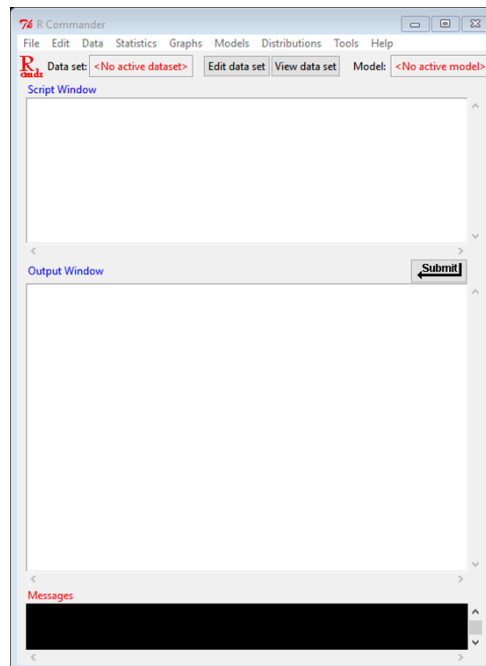 R Commander
File Edit Data Statistics Graphs Models Distributions Tools Help
R cmdr Data set: <No active dataset> Edit data set View data set Model: <No active model>
Script Window
Output Window Submit
Messages